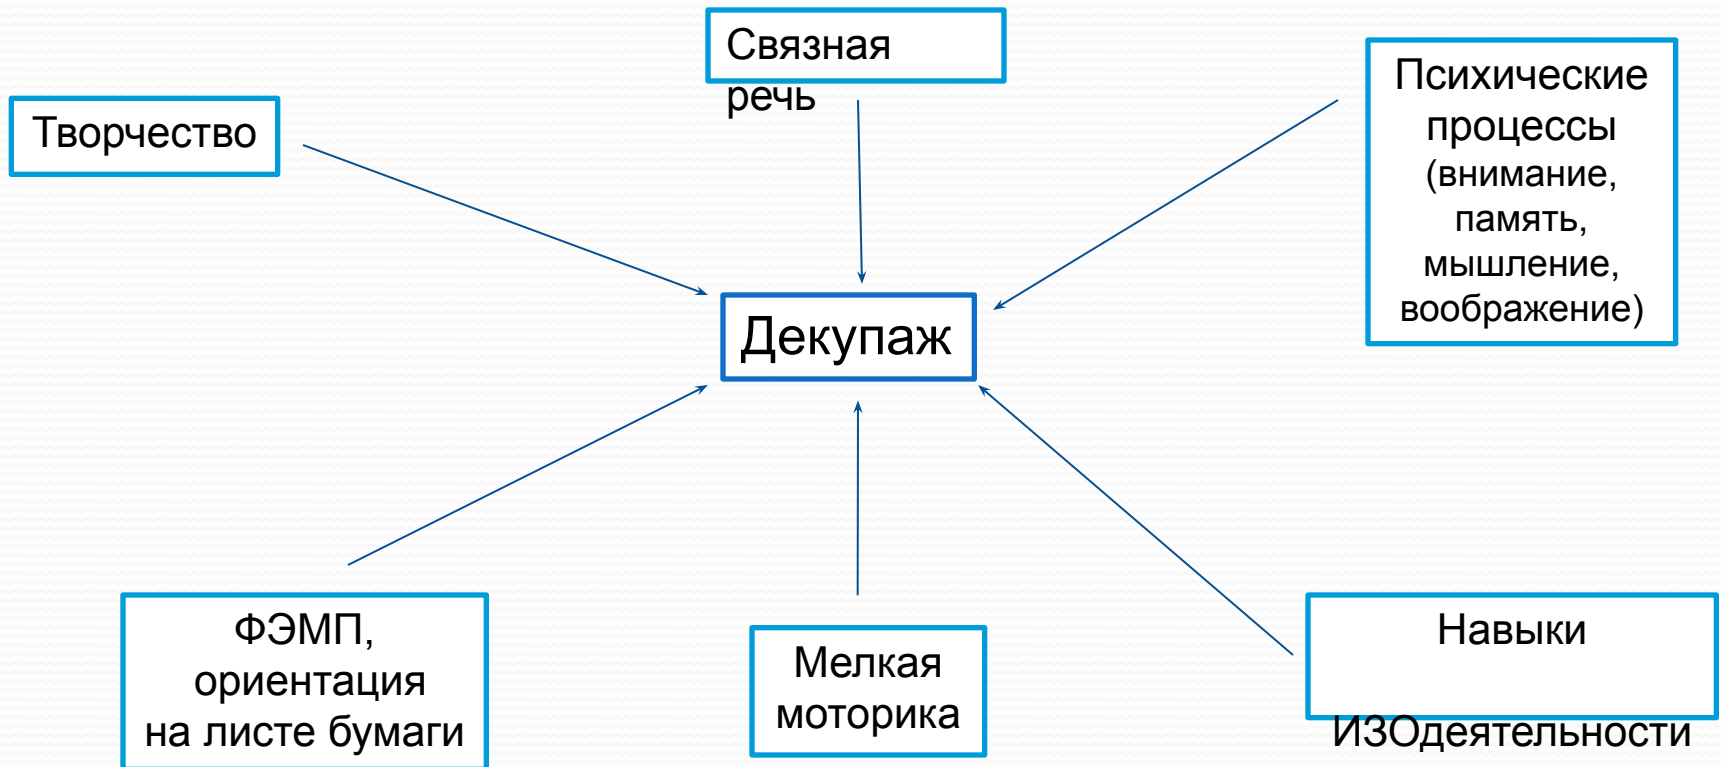 Связная
речь
Творчество
Психические
процессы
(внимание,
память,
мышление,
воображение)
Декупаж
ФЭМП,
ориентация
на листе бумаги
Мелкая
моторика
Навыки
ИЗОдеятельности